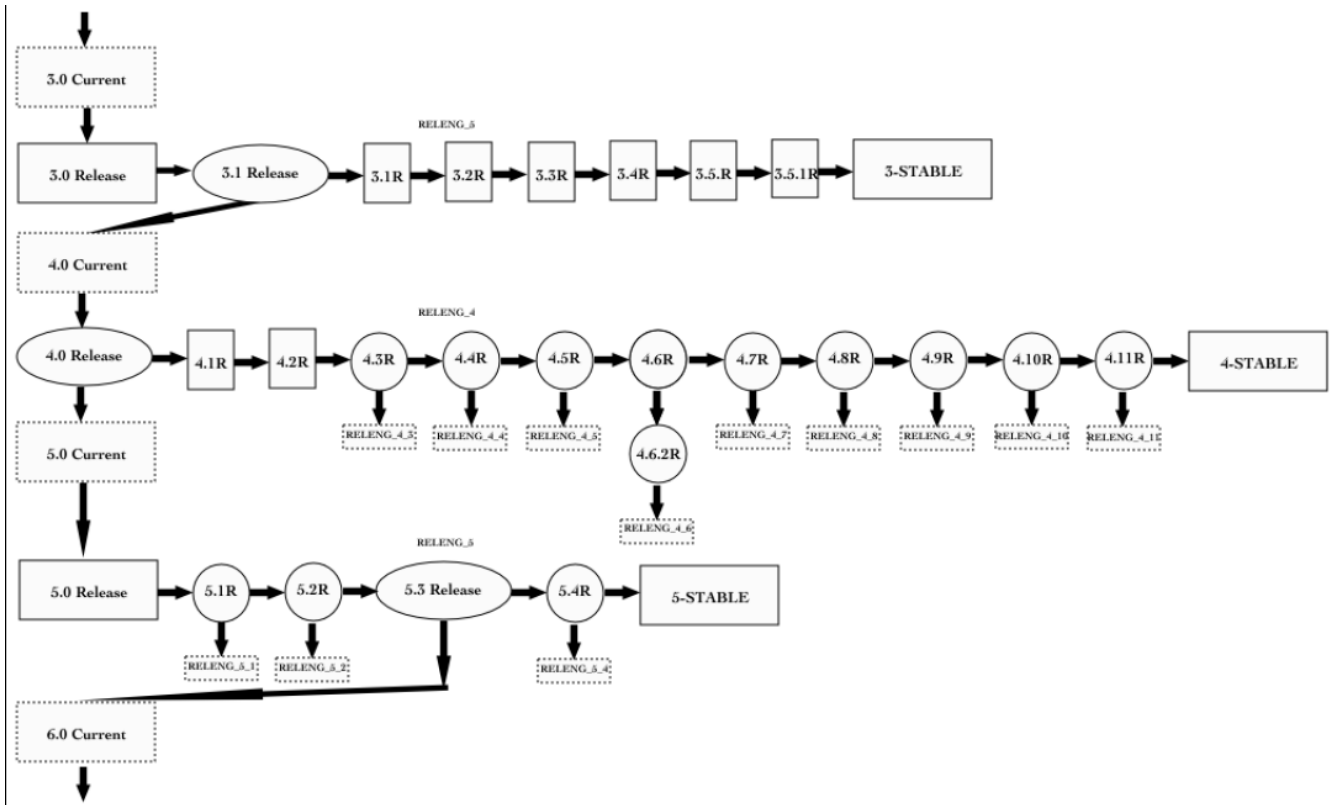 3.0 Current
RELENG_5
3.0 Release
3.1 Release
3.1R
3.2R
3.3R
3.4R
3.5.R
3.5.1R
3-STABLE
4.0 Current
RELENG_4
4.0 Release
4.1R
4.2R
4.3R
4.4R
4.5R
4.6R
4.7R
4.8R
4.9R
4.10R
4.11R
4-STABLE
RELENG_4_3
RELENG_4_4
RELENG_4_5
RELENG_4_7
RELENG_4_8
RELENG_4_9
RELENG_4_10
RELENG_4_11
5.0 Current
4.6.2R
RELENG_4_6
RELENG_5
5.0 Release
5.1R
5.2R
5.3 Release
5.4R
5-STABLE
RELENG_5_1
RELENG_5_2
RELENG_5_4
6.0 Current